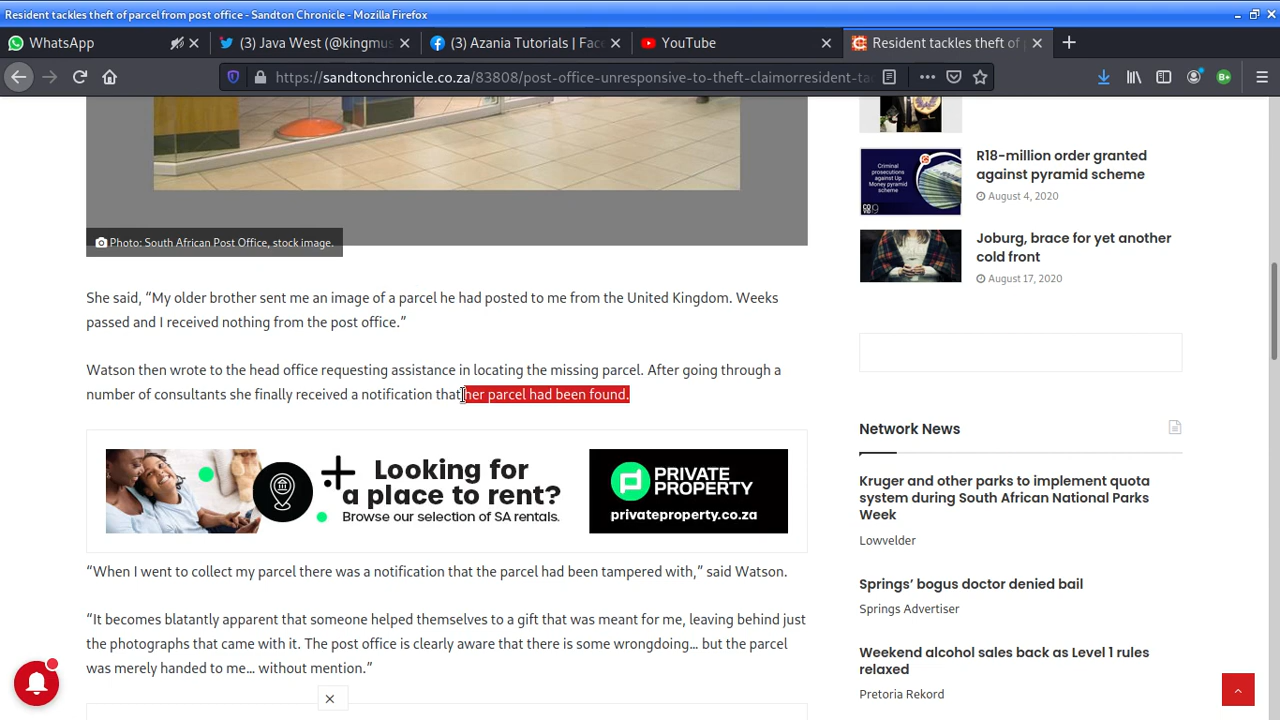 Resident tackles theft of parcel from post office - Sandton Chronicle - Mozilla Firefox
WhatsApp
(3) Java West (@kingmus
(3) Azania Tutorials | Fac
YouTube
Resident tackles theft of
https://sandtonchronicle.co.za/83808/post-office-unresponsive-to-theft-claimorresident-ta
B+
Photo: South African Post Office, stock image.
She said, “My older brother sent me an image of a parcel he had posted to me from the United Kingdom. Weeks
passed and I received nothing from the post office.”
Watson then wrote to the head office requesting assistance in locating the missing parcel. After going through a
number of consultants she finally received a notification that her parcel had been found.
Looking for
a place to rent?
Browse our selection of SA rentals.
PRIVATE
PROPERTY
privateproperty.co.za
“When I went to collect my parcel there was a notification that the parcel had been tampered with,” said Watson.
“It becomes blatantly apparent that someone helped themselves to a gift that was meant for me, leaving behind just
the photographs that came with it. The post office is clearly aware that there is some wrongdoing… but the parcel
was merely handed to me… without mention.”
Criminal
prosecutions
against Up
Money pyramid
scheme
R18-million order granted
against pyramid scheme
August 4, 2020
Joburg, brace for yet another
cold front
August 17, 2020
Network News
Kruger and other parks to implement quota
system during South African National Parks
Week
Lowvelder
Springs’ bogus doctor denied bail
Springs Advertiser
Weekend alcohol sales back as Level 1 rules
relaxed
Pretoria Rekord